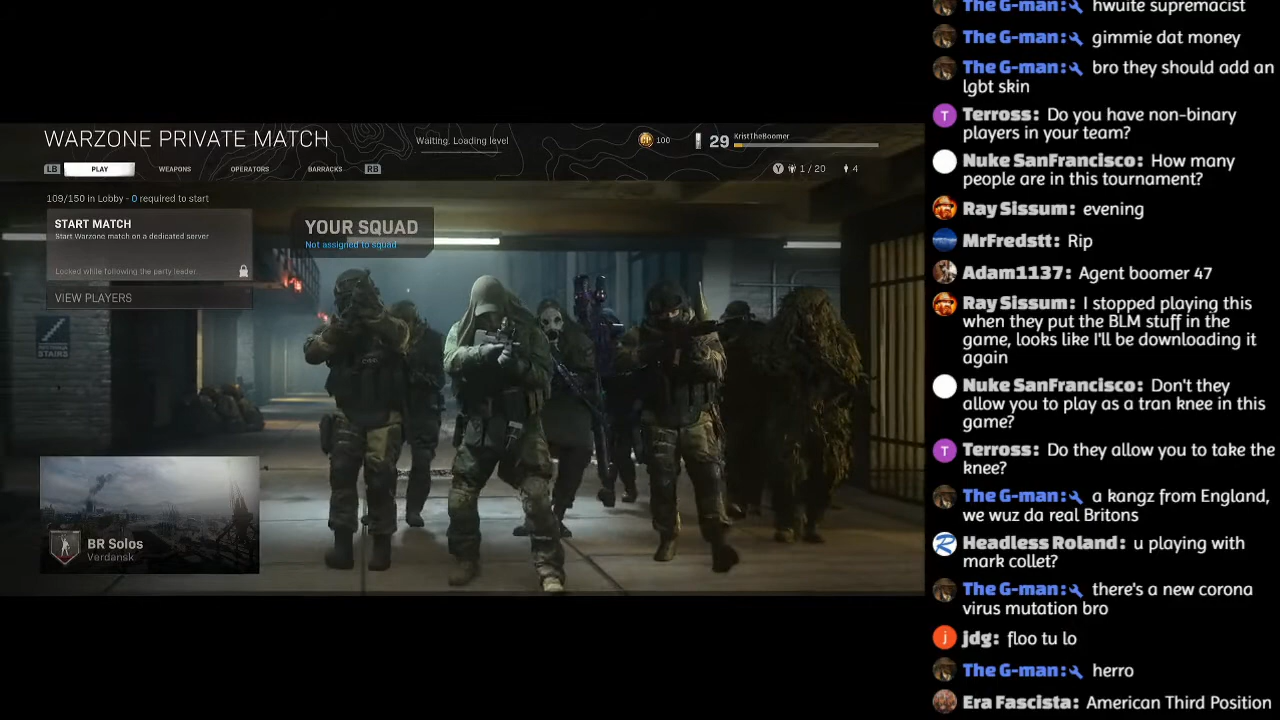 WARZONE PRIVATE MATCH
Waiting. Loading level
100
29
KristTheBoomer
LB
PLAY
WEAPONS
OPERATORS
BARRACKS
RB
Y
1 / 20
4
109/150 in Lobby - 0 required to start
START MATCH
Start Warzone match on a dedicated server
Locked while following the party leader.
VIEW PLAYERS
YOUR SQUAD
Not assigned to squad
STAIRS
BR Solos
Verdansk
The G-man: hwuite supremacist
The G-man: gimmie dat money
The G-man: bro they should add an
lgbt skin
T
Terross: Do you have non-binary
players in your team?
Nuke SanFrancisco: How many
people are in this tournament?
Ray Sissum: evening
MrFredstt: Rip
Adam1137: Agent boomer 47
Ray Sissum: I stopped playing this
when they put the BLM stuff in the
game, looks like I'll be downloading it
again
Nuke SanFrancisco: Don't they
allow you to play as a tran knee in this
game?
T
Terross: Do they allow you to take the
knee?
The G-man: a kangz from England,
we wuz da real Britons
Headless Roland: u playing with
mark collet?
The G-man: there's a new corona
virus mutation bro
j
jdg: floo tu lo
The G-man: herro
Era Fascista: American Third Position